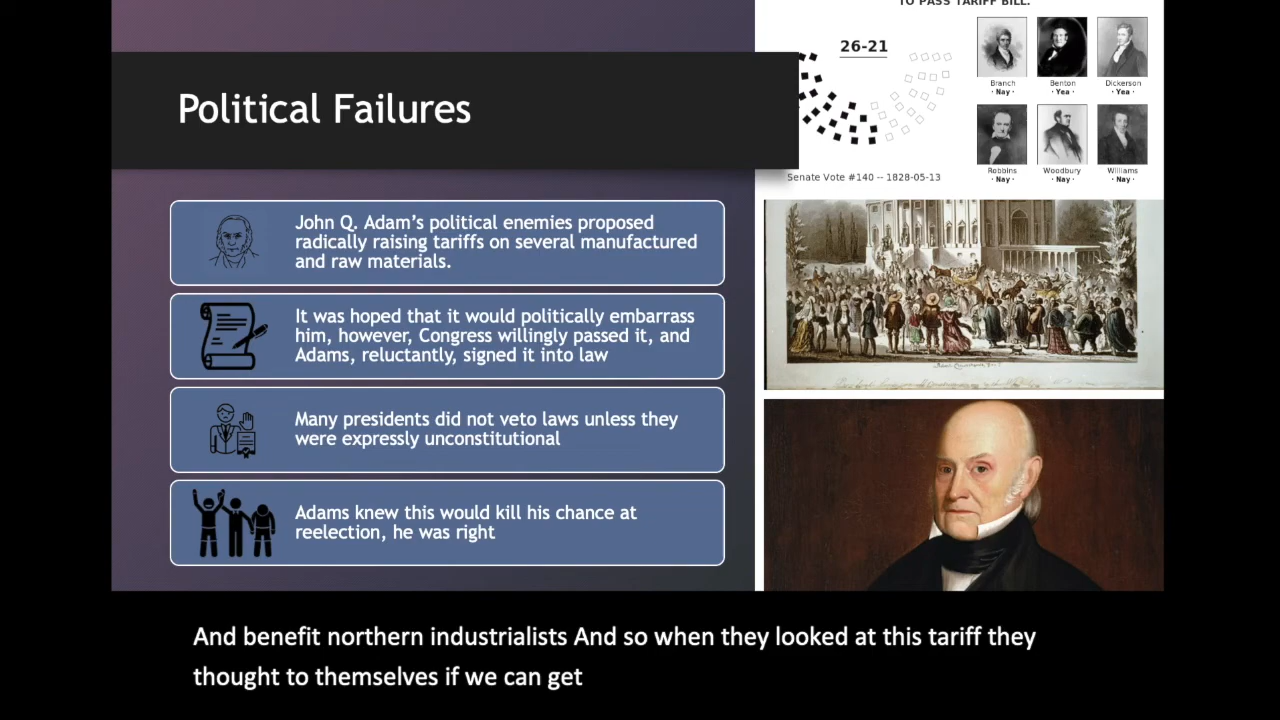 TO PASS TARIFF BILL.
26-21
Branch
· Nay ·
Benton
· Yea ·
Dickerson
· Yea ·
Robbins
· Nay ·
Woodbury
· Nay ·
Williams
· Nay ·
Senate Vote #140 -- 1828-05-13
Political Failures
John Q. Adam’s political enemies proposed
radically raising tariffs on several manufactured
and raw materials.
It was hoped that it would politically embarrass
him, however, Congress willingly passed it, and
Adams, reluctantly, signed it into law
Many presidents did not veto laws unless they
were expressly unconstitutional
Adams knew this would kill his chance at
reelection, he was right
And benefit northern industrialists And so when they looked at this tariff they
thought to themselves if we can get